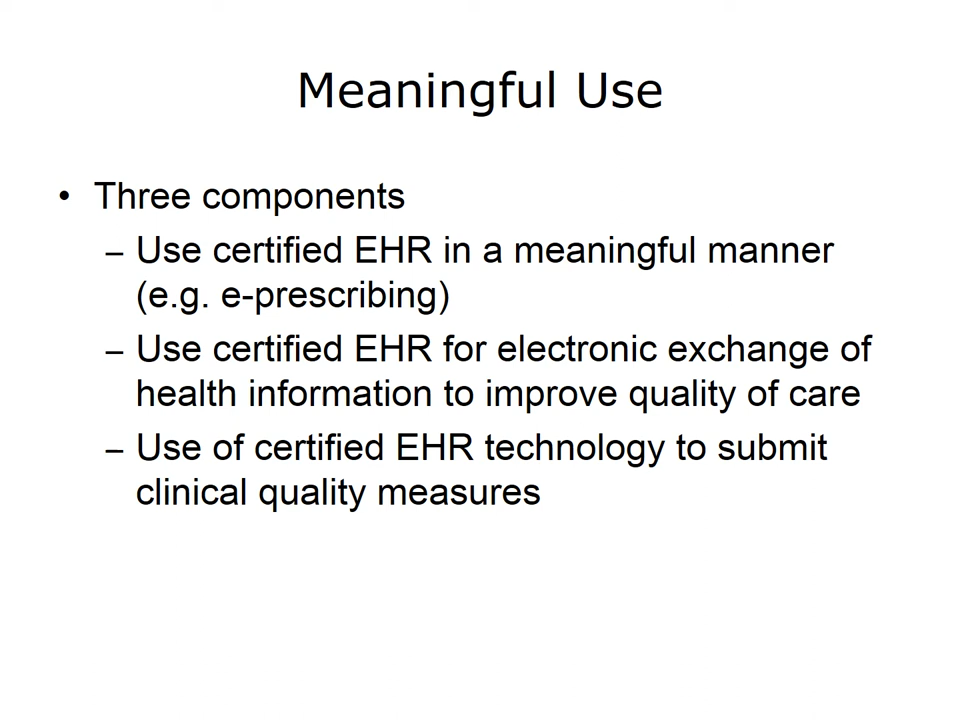 Meaningful Use
• Three components
– Use certified EHR in a meaningful manner
(e.g. e-prescribing)
– Use certified EHR for electronic exchange of
health information to improve quality of care
– Use of certified EHR technology to submit
clinical quality measures